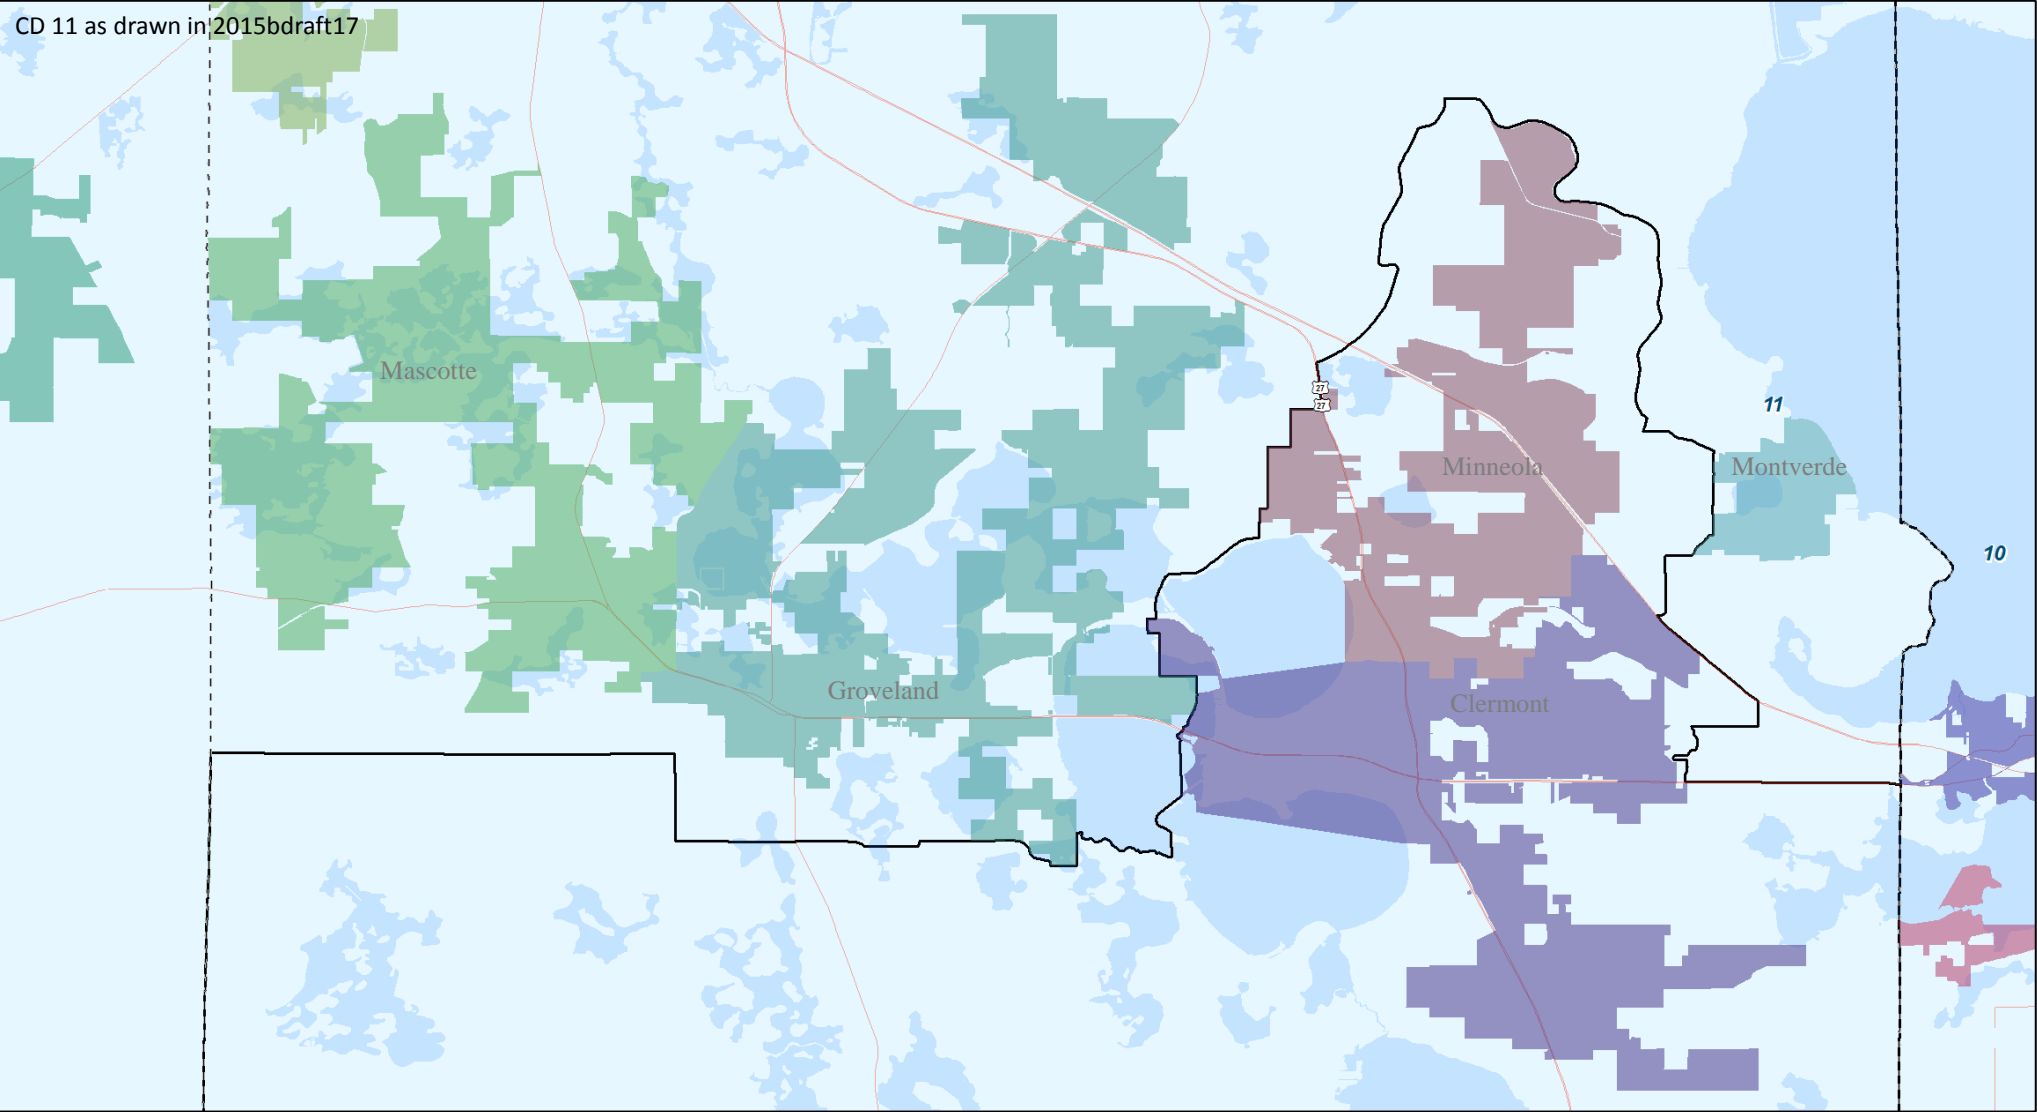 CD 11 as drawn in 2015bdraft17
Mascotte
27
27
11
Minneola
Montverde
10
Groveland
Clermont